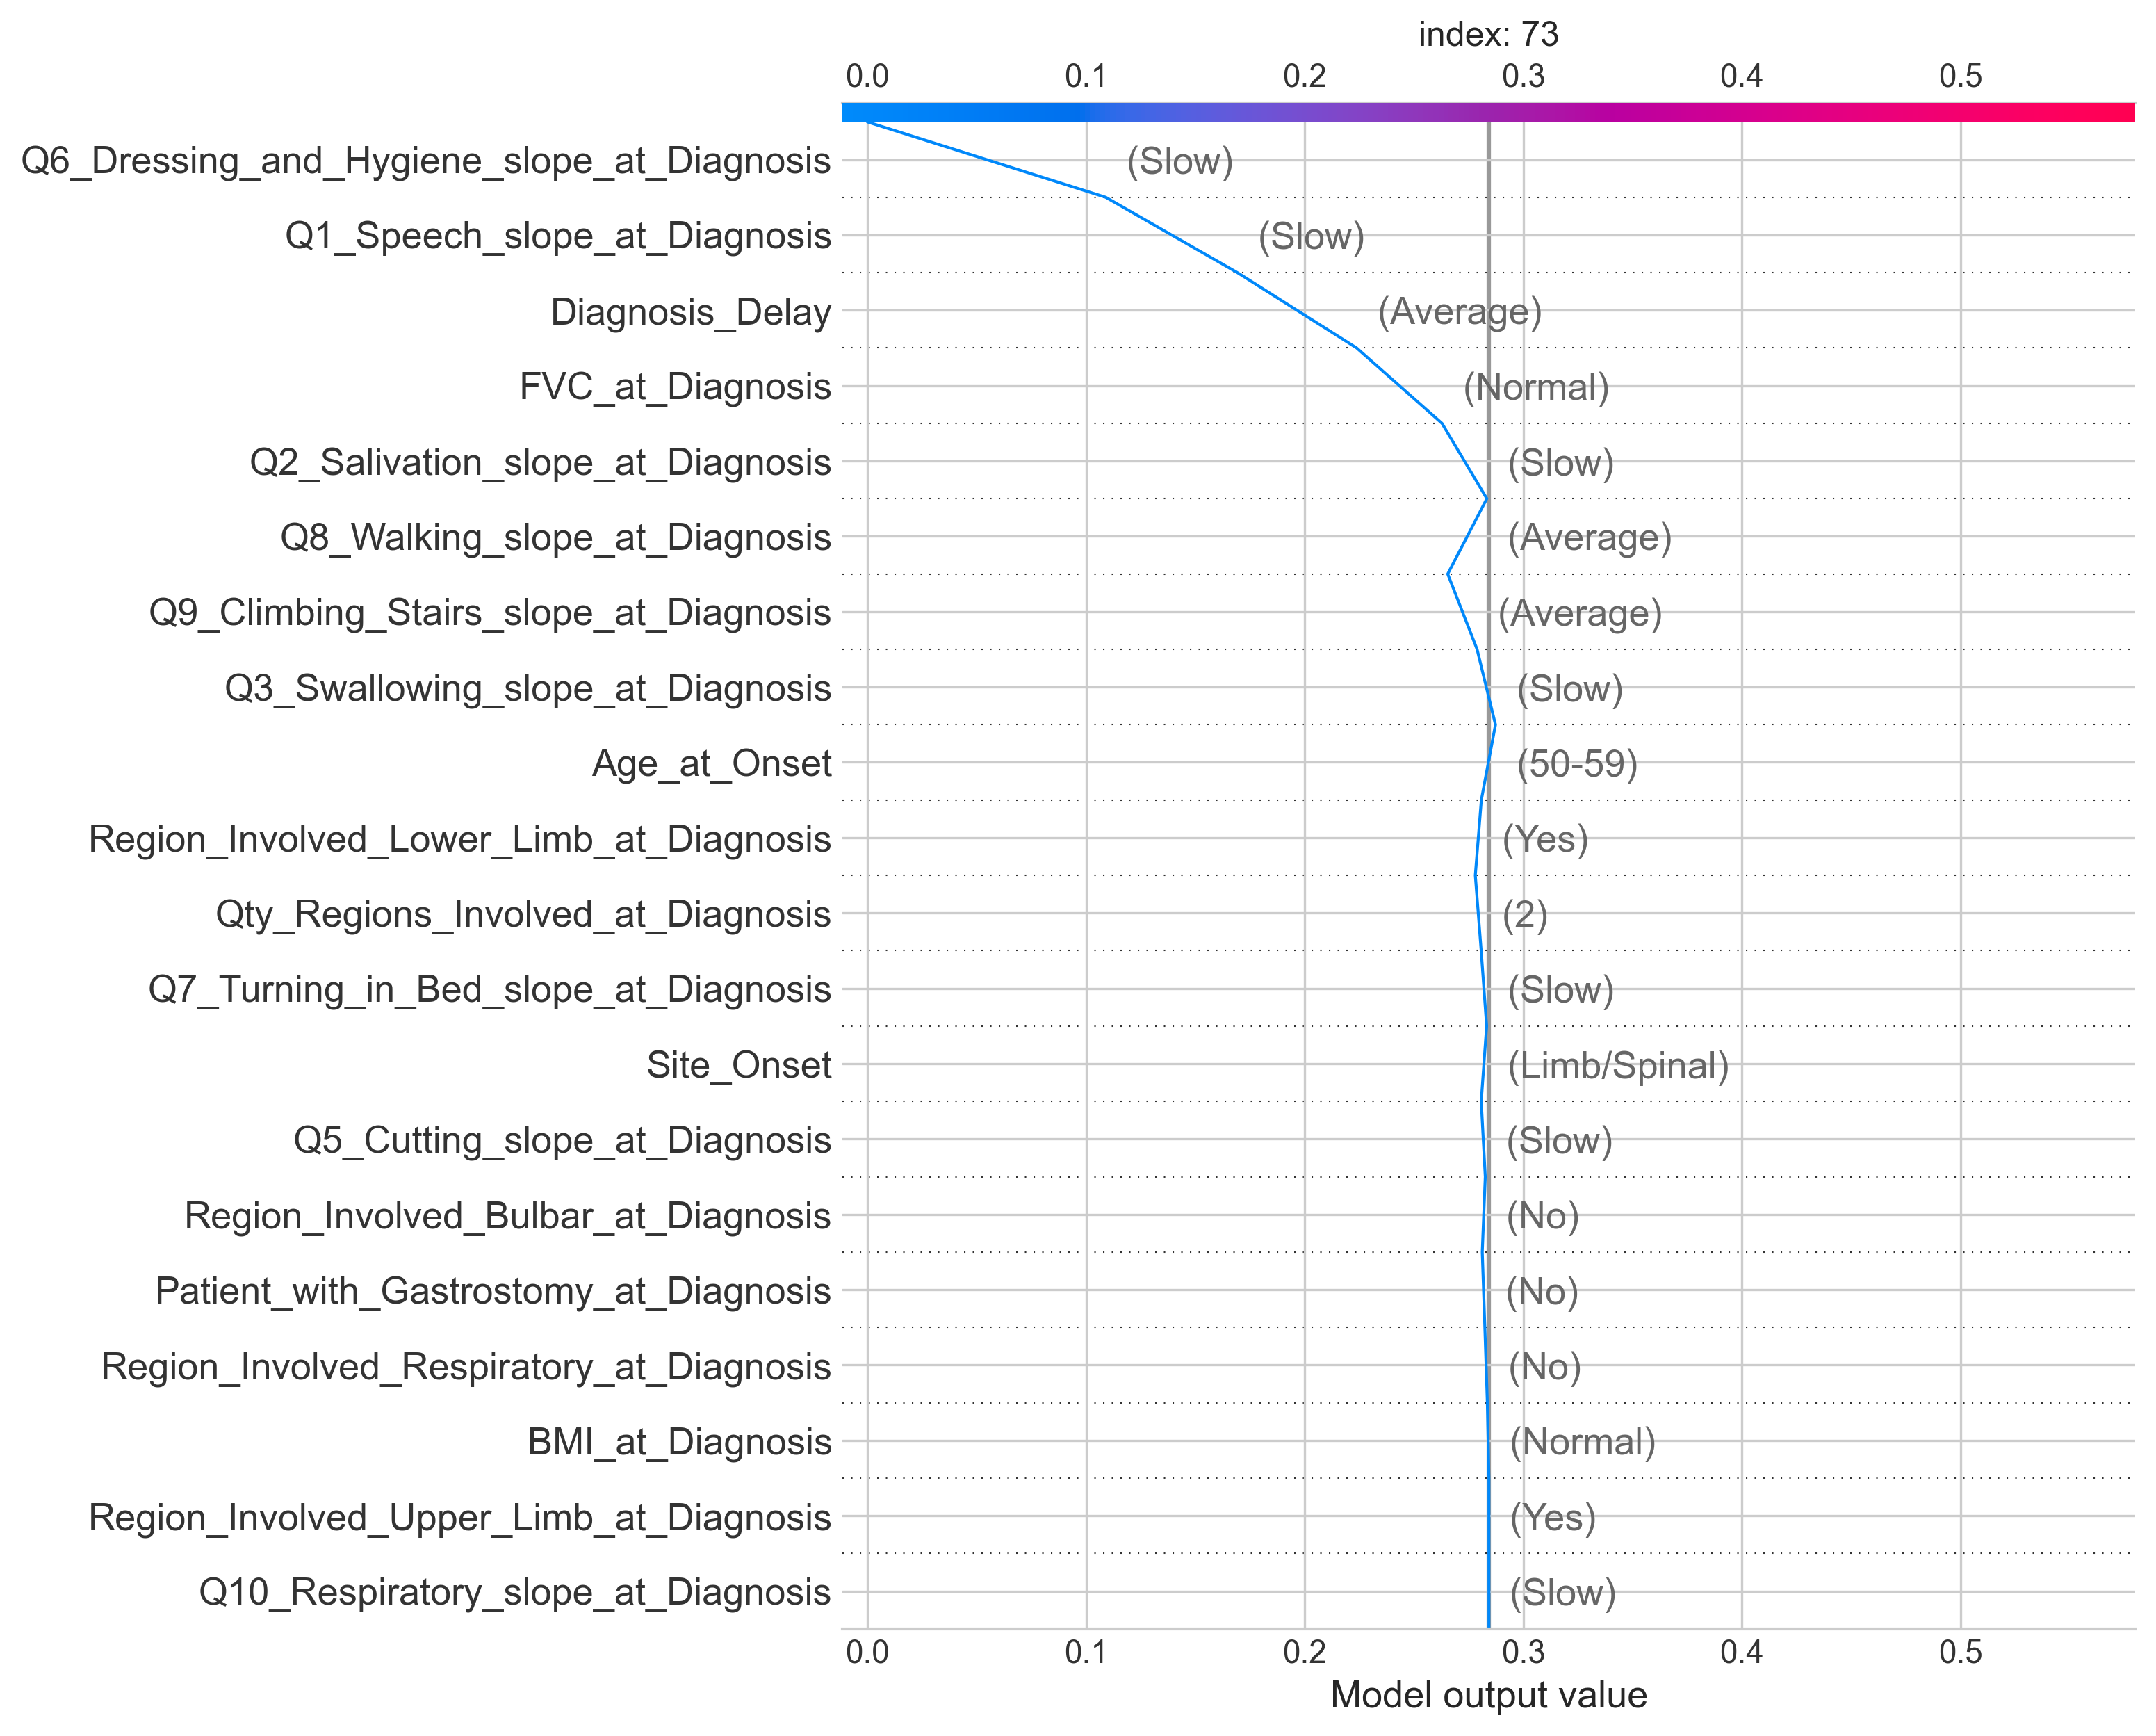 index: 73
0.0 0.1 0.2 0.3 0.4 0.5
Q6_Dressing_and_Hygiene_slope_at_Diagnosis (Slow)
Q1_Speech_slope_at_Diagnosis (Slow)
Diagnosis_Delay (Average)
FVC_at_Diagnosis (Normal)
Q2_Salivation_slope_at_Diagnosis (Slow)
Q8_Walking_slope_at_Diagnosis (Average)
Q9_Climbing_Stairs_slope_at_Diagnosis (Average)
Q3_Swallowing_slope_at_Diagnosis (Slow)
Age_at_Onset (50-59)
Region_Involved_Lower_Limb_at_Diagnosis (Yes)
Qty_Regions_Involved_at_Diagnosis (2)
Q7_Turning_in_Bed_slope_at_Diagnosis (Slow)
Site_Onset (Limb/Spinal)
Q5_Cutting_slope_at_Diagnosis (Slow)
Region_Involved_Bulbar_at_Diagnosis (No)
Patient_with_Gastrostomy_at_Diagnosis (No)
Region_Involved_Respiratory_at_Diagnosis (No)
BMI_at_Diagnosis (Normal)
Region_Involved_Upper_Limb_at_Diagnosis (Yes)
Q10_Respiratory_slope_at_Diagnosis (Slow)
0.0 0.1 0.2 0.3 0.4 0.5
Model output value